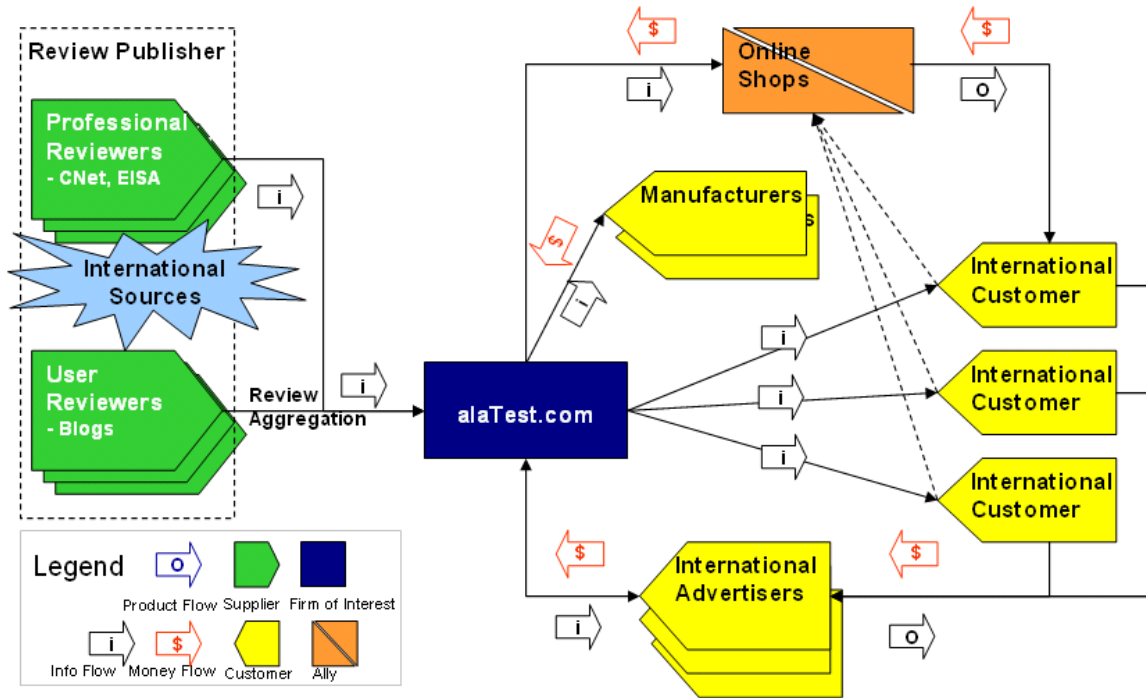 Review Publisher
Professional
Reviewers
- CNet, EISA
i
International
Sources
User
Reviewers
- Blogs
Review
Aggregation
i
alaTest.com
$
i
Online
Shops
$
O
Manufacturers
s
$
i
International
Customer
i
International
Customer
i
International
Customer
i
$
i
International
Advertisers
$
O
Legend
O
Product Flow
Supplier
Firm of Interest
i
$
Info Flow
Money Flow
Customer
Ally